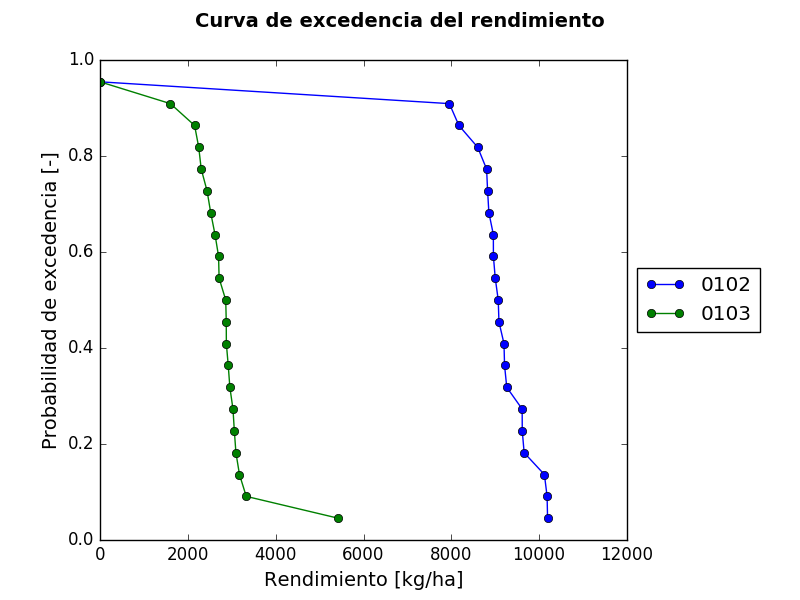 Curva de excedencia del rendimiento
1.0
0.8
0.6
0.4
0.2
0.0
Probabilidad de excedencia [-]
0 2000 4000 6000 8000 10000 12000
Rendimiento [kg/ha]
0102
0103